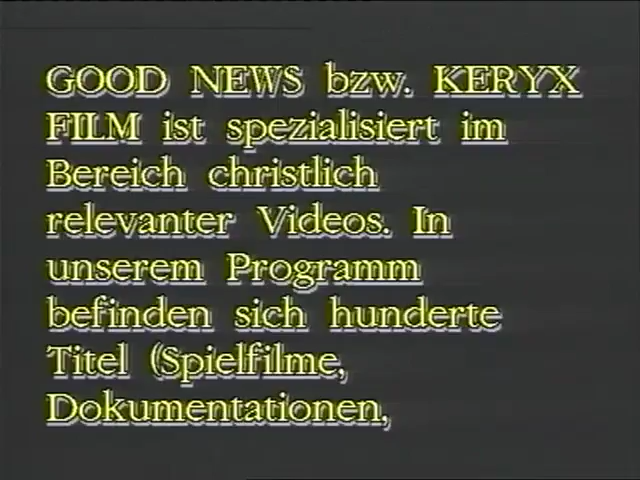 GOOD NEWS bzw. KERYX
FILM ist spezialisiert im
Bereich christlich
relevanter Videos. In
unserem Programm
befinden sich hunderte
Titel (Spielfilme,
Dokumentationen,